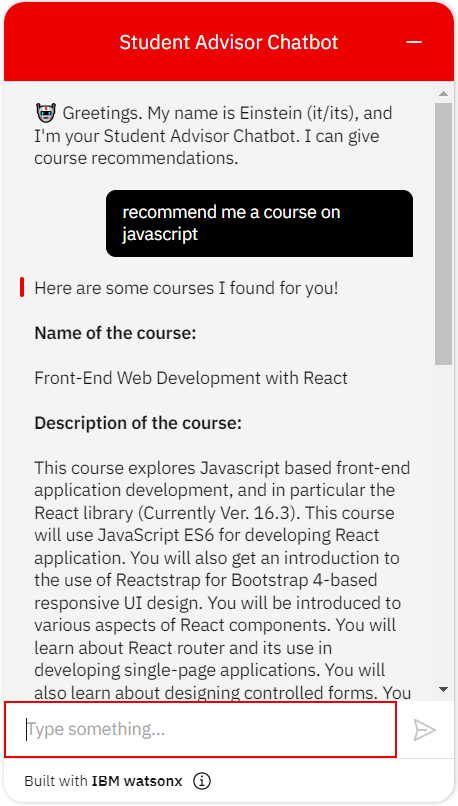 Student Advisor Chatbot
Greetings. My name is Einstein (it/its), and
I'm your Student Advisor Chatbot. I can give
course recommendations.
recommend me a course on
javascript
Here are some courses I found for you!
Name of the course:
Front-End Web Development with React
Description of the course:
This course explores Javascript based front-end
application development, and in particular the
React library (Currently Ver. 16.3). This course
will use JavaScript ES6 for developing React
application. You will also get an introduction to
the use of Reactstrap for Bootstrap 4-based
responsive UI design. You will be introduced to
various aspects of React components. You will
learn about React router and its use in
developing single-page applications. You will
also learn about designing controlled forms. You
Type something...
Built with IBM watsonx